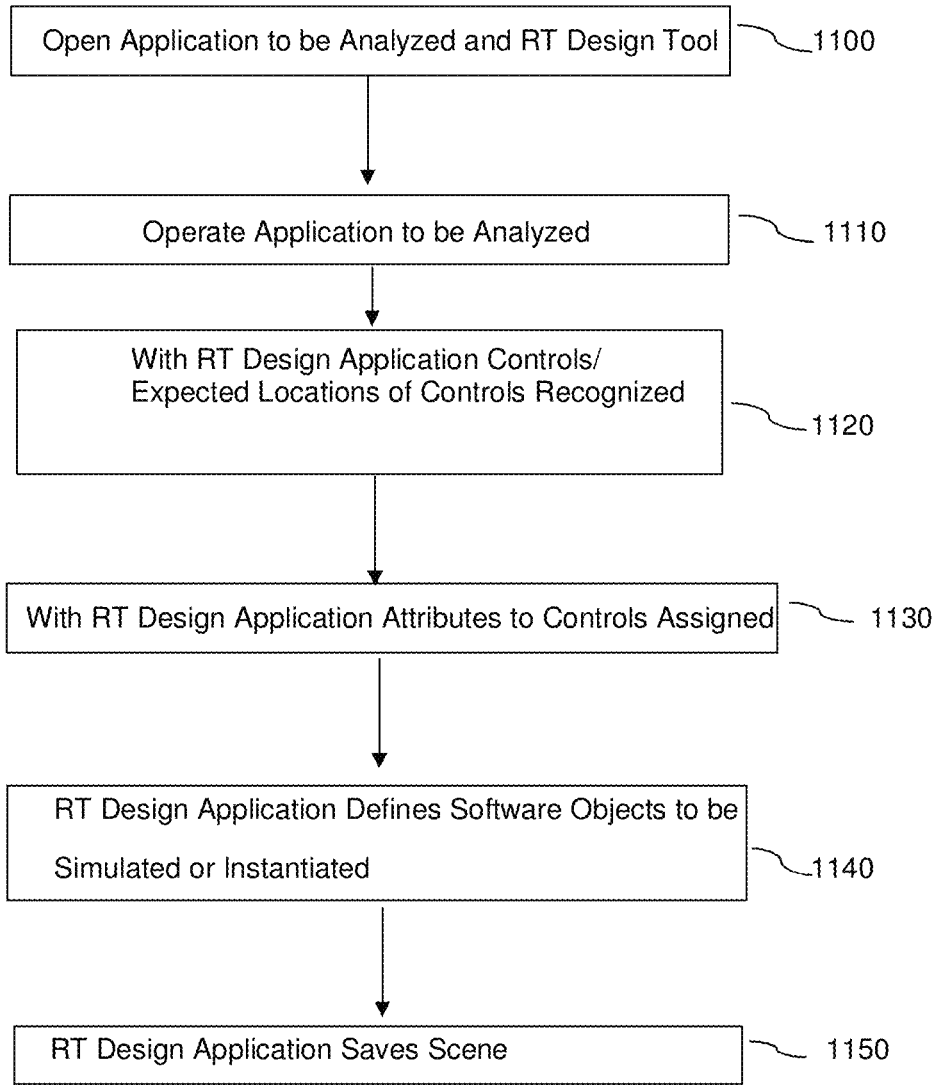 Open Application to be Analyzed and RT Design Tool 1100
Operate Application to be Analyzed 1110
With RT Design Application Controls/
Expected Locations of Controls Recognized
1120
With RT Design Application Attributes to Controls Assigned 1130
RT Design Application Defines Software Objects to be
Simulated or Instantiated 1140
RT Design Application Saves Scene 1150